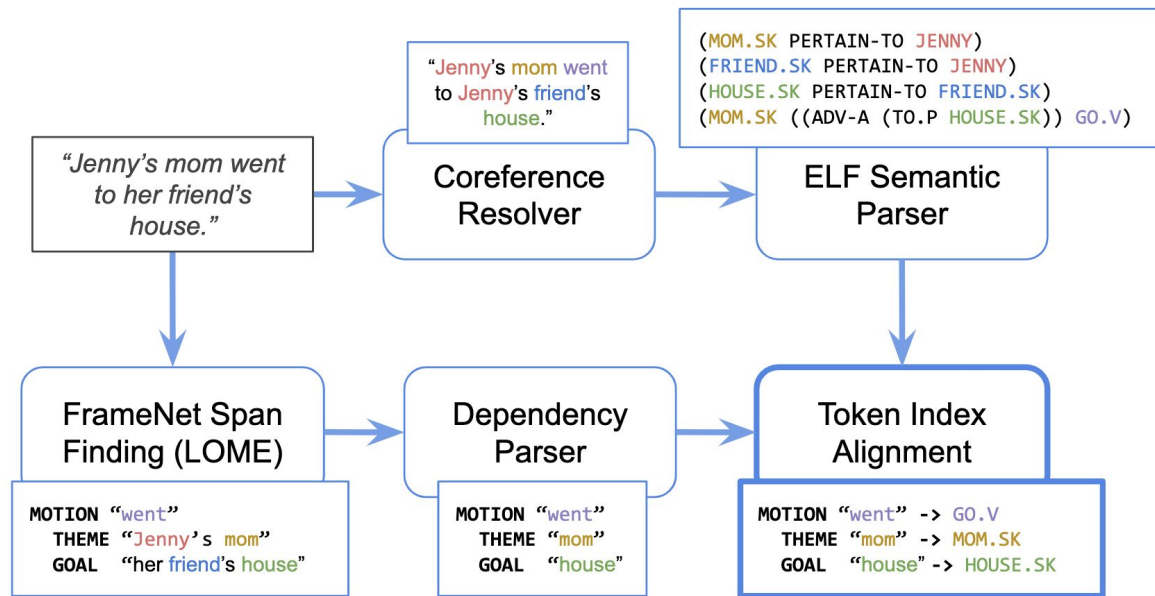 “Jenny’s mom went
to her friend’s
house.”
“Jenny’s mom went
to Jenny’s friend’s
house.”
Coreference
Resolver
(MOM.SK PERTAIN-TO JENNY)
(FRIEND.SK PERTAIN-TO JENNY)
(HOUSE.SK PERTAIN-TO FRIEND.SK)
(MOM.SK ((ADV-A (TO.P HOUSE.SK)) GO.V)
ELF Semantic
Parser
FrameNet Span
Finding (LOME)
MOTION “went”
THEME “Jenny’s mom”
GOAL “her friend’s house”
Dependency
Parser
MOTION “went”
THEME “mom”
GOAL “house”
Token Index
Alignment
MOTION “went” -> GO.V
THEME “mom” -> MOM.SK
GOAL “house” -> HOUSE.SK